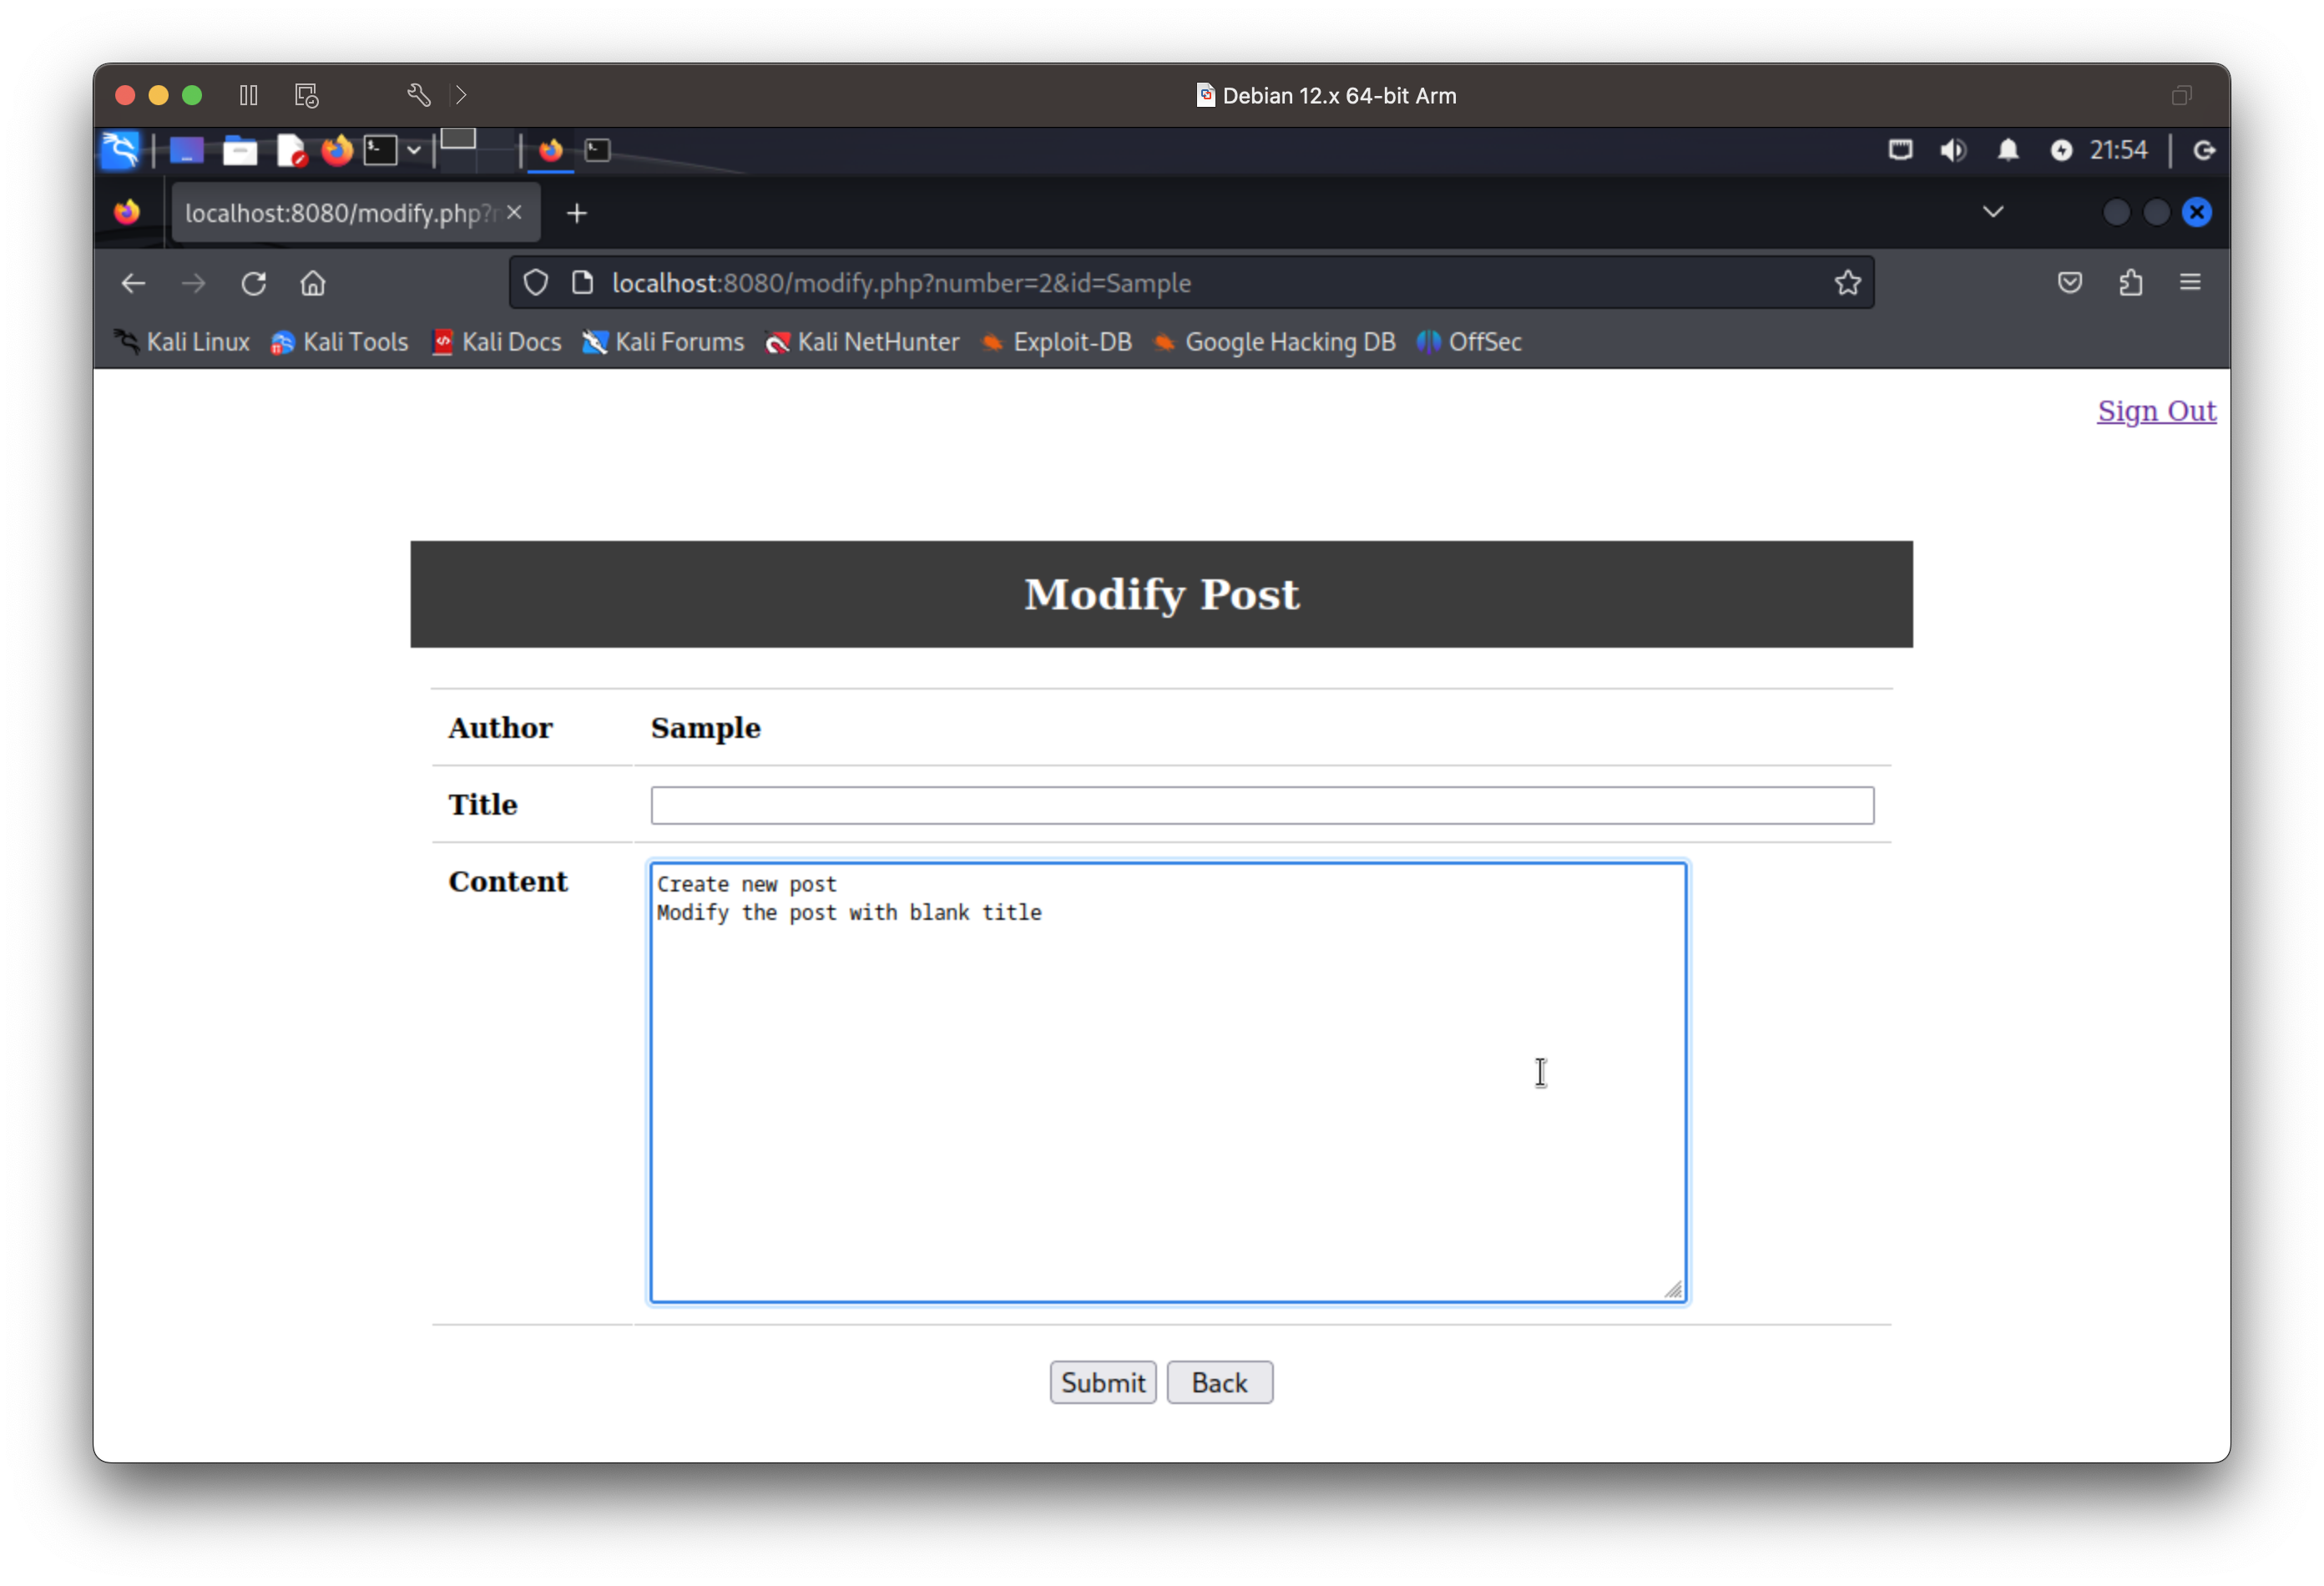 Debian 12.x 64-bit Arm
21:54
localhost:8080/modify.php?
localhost:8080/modify.php?number=2&id=Sample
Kali Linux Kali Tools Kali Docs Kali Forums Kali NetHunter Exploit-DB Google Hacking DB OffSec
Sign Out
Modify Post
Author Sample
Title
Content
Create new post
Modify the post with blank title
Submit Back